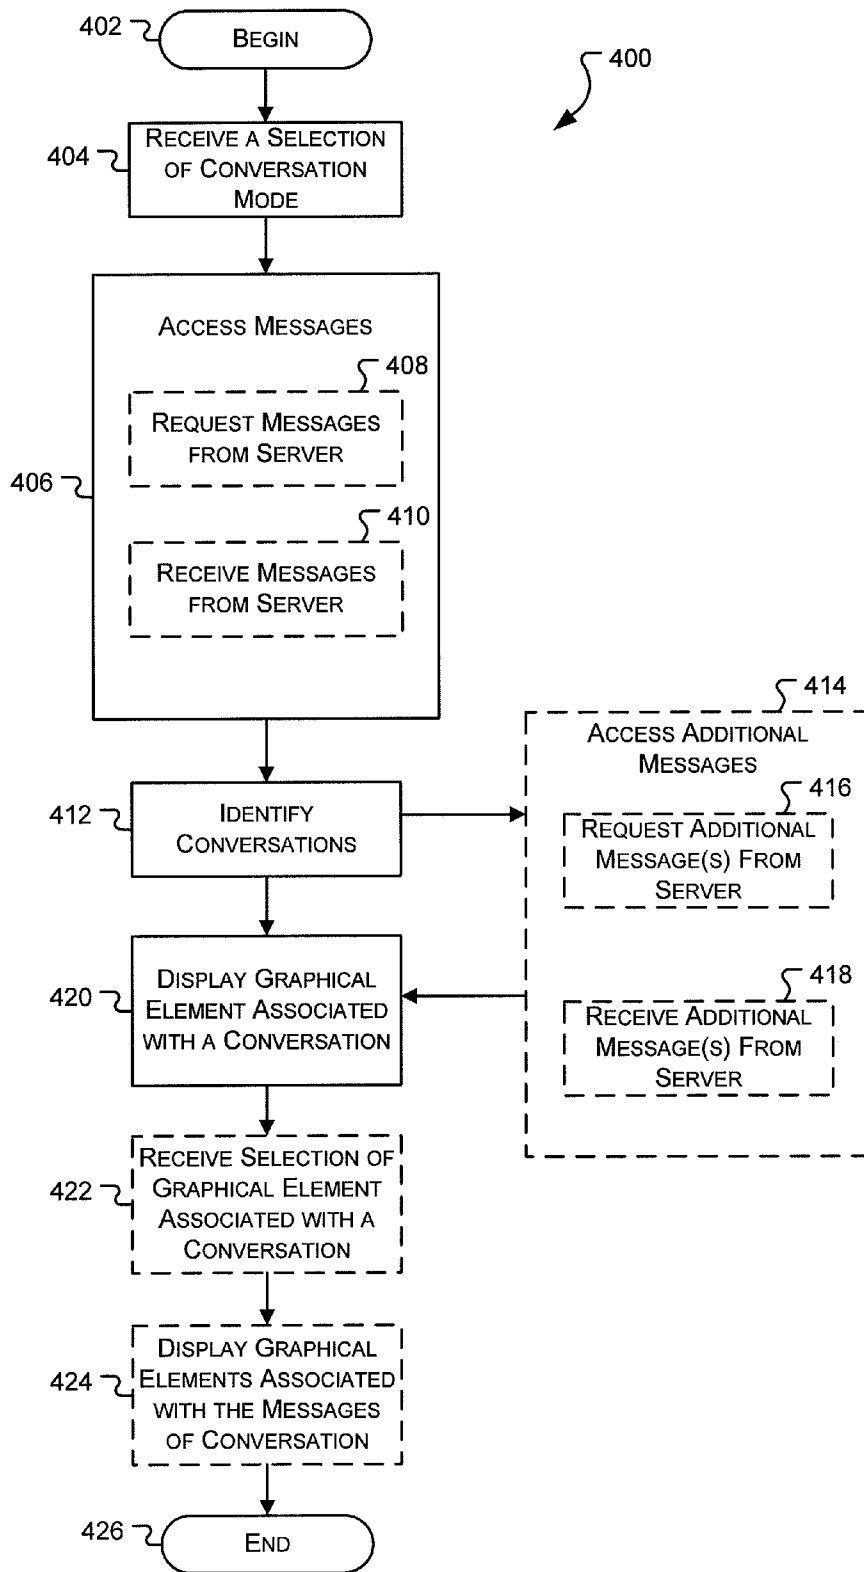 402
BEGIN
400
404
RECEIVE A SELECTION
OF CONVERSATION
MODE
406
ACCESS MESSAGES
408
REQUEST MESSAGES
FROM SERVER
410
RECEIVE MESSAGES
FROM SERVER
412
IDENTIFY
CONVERSATIONS
414
ACCESS ADDITIONAL
MESSAGES
416
REQUEST ADDITIONAL
MESSAGE(S) FROM
SERVER
418
RECEIVE ADDITIONAL
MESSAGE(S) FROM
SERVER
420
DISPLAY GRAPHICAL
ELEMENT ASSOCIATED
WITH A CONVERSATION
422
RECEIVE SELECTION OF
GRAPHICAL ELEMENT
ASSOCIATED WITH A
CONVERSATION
424
DISPLAY GRAPHICAL
ELEMENTS ASSOCIATED
WITH THE MESSAGES
OF CONVERSATION
426
END